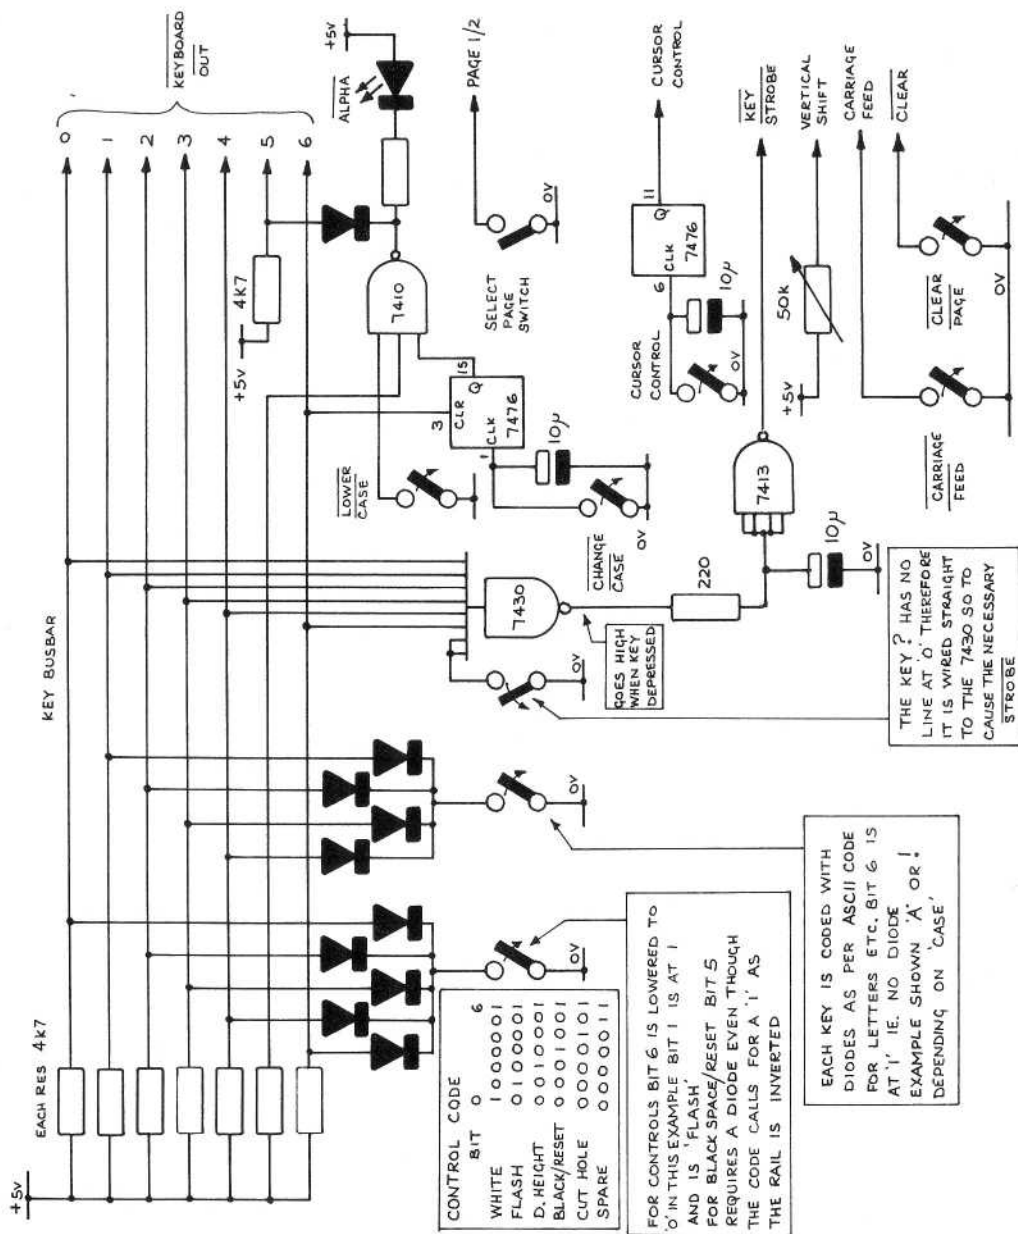 +5V
EACH RES 4K7
KEY BUSBAR
0
1
2
3
4
5
6
KEYBOARD
OUT
+5V
4K7
+5V
ALPHA
7410
PAGE 1/2
SELECT
PAGE
SWITCH
0V
LOWER
CASE
3
CLR
15
Q
CLK
7476
1
10µ
CHANGE
CASE
0V
7430
GOES HIGH
WHEN KEY
DEPRESSED
220
0V
0V
0V
CURSOR
CONTROL
11
Q
CLK
7476
6
10µ
CURSOR
CONTROL
0V
KEY
STROBE
7413
10µ
0V
VERTICAL
SHIFT
50K
+5V
CARRIAGE
FEED
CLEAR
CLEAR
PAGE
CARRIAGE
FEED
0V
CONTROL CODE
BIT 0 6
WHITE 1000001
FLASH 0100001
D. HEIGHT 0010001
BLACK/RESET 0001001
CUT HOLE 0000101
SPARE 0000011
FOR CONTROLS BIT 6 IS LOWERED TO
'0' IN THIS EXAMPLE BIT 1 IS AT 1
AND IS 'FLASH'
FOR BLACK SPACE/RESET BIT 5
REQUIRES A DIODE EVEN THOUGH
THE CODE CALLS FOR A '1' AS
THE RAIL IS INVERTED
EACH KEY IS CODED WITH
DIODES AS PER ASCII CODE
FOR LETTERS ETC. BIT 6 IS
AT '1' IE. NO DIODE
EXAMPLE SHOWN 'A' OR !
DEPENDING ON 'CASE'
THE KEY ? HAS NO
LINE AT '0' THEREFORE
IT IS WIRED STRAIGHT
TO THE 7430 SO TO
CAUSE THE NECESSARY
STROBE